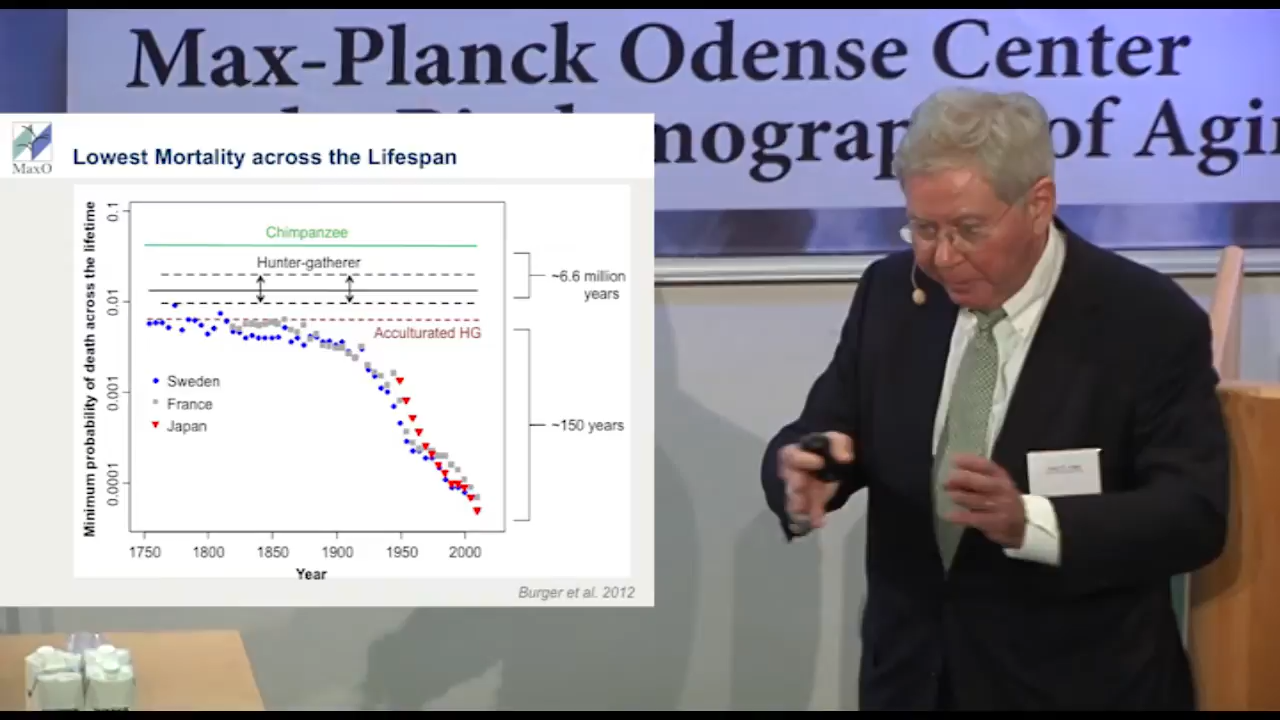 Max-Planck Odense Center
mography of Agi
MaxO
Lowest Mortality across the Lifespan
Minimum probability of death across the lifetime
0.1
0.01
0.001
0.0001
Chimpanzee
Hunter-gatherer
Acculturated HG
Sweden
France
Japan
~6.6 million
years
~150 years
1750 1800 1850 1900 1950 2000
Year
Burger et al. 2012